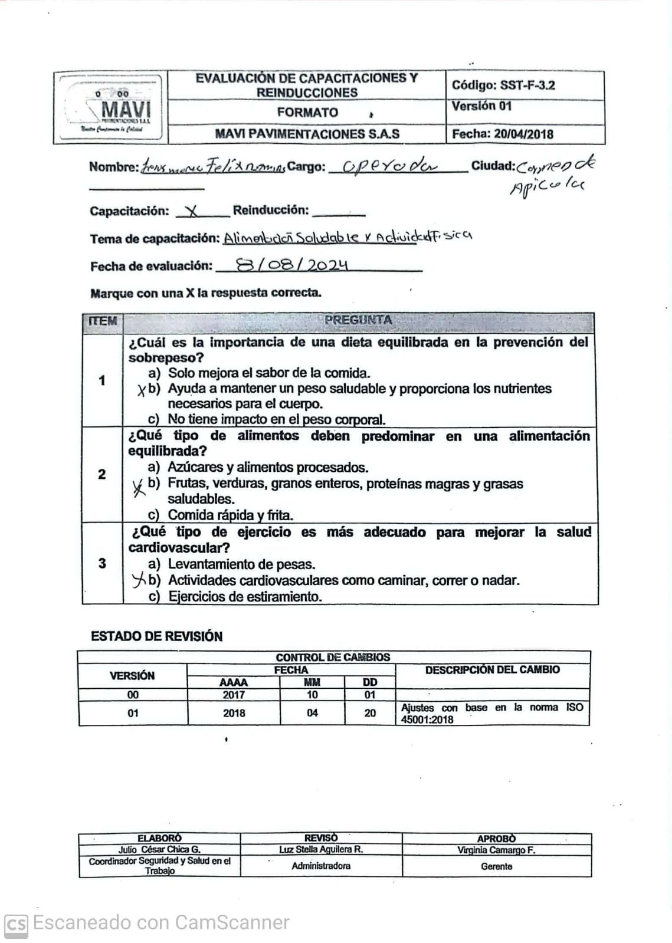 MAVI
PAVIMENTACIONES S.A.S.
Nuestro Compromiso la Calidad
EVALUACIÓN DE CAPACITACIONES Y REINDUCCIONES
FORMATO
MAVI PAVIMENTACIONES S.A.S
Código: SST-F-3.2
Versión 01
Fecha: 20/04/2018
Nombre: Felix Cargo: operador Ciudad:
Apicala
Capacitación: X Reinducción:
Tema de capacitación: Alimentación Saludable y Actividad Fisica
Fecha de evaluación: 8/08/2024
Marque con una X la respuesta correcta.
ITEM PREGUNTA
1
¿Cuál es la importancia de una dieta equilibrada en la prevención del
sobrepeso?
a) Solo mejora el sabor de la comida.
X b) Ayuda a mantener un peso saludable y proporciona los nutrientes
necesarios para el cuerpo.
c) No tiene impacto en el peso corporal.
2
¿Qué tipo de alimentos deben predominar en una alimentación
equilibrada?
a) Azúcares y alimentos procesados.
X b) Frutas, verduras, granos enteros, proteínas magras y grasas
saludables.
c) Comida rápida y frita.
3
¿Qué tipo de ejercicio es más adecuado para mejorar la salud
cardiovascular?
a) Levantamiento de pesas.
X b) Actividades cardiovasculares como caminar, correr o nadar.
c) Ejercicios de estiramiento.
ESTADO DE REVISIÓN
CONTROL DE CAMBIOS
VERSIÓN FECHA DESCRIPCIÓN DEL CAMBIO
AAAA MM DD
00 2017 10 01
01 2018 04 20 Ajustes con base en la norma ISO
45001:2018
ELABORÓ REVISÓ APROBÓ
Julio César Chica G. Luz Stella Aguilera R. Virginia Camargo F.
Coordinador Seguridad y Salud en el
Trabajo Administradora Gerente
CS Escaneado con CamScanner